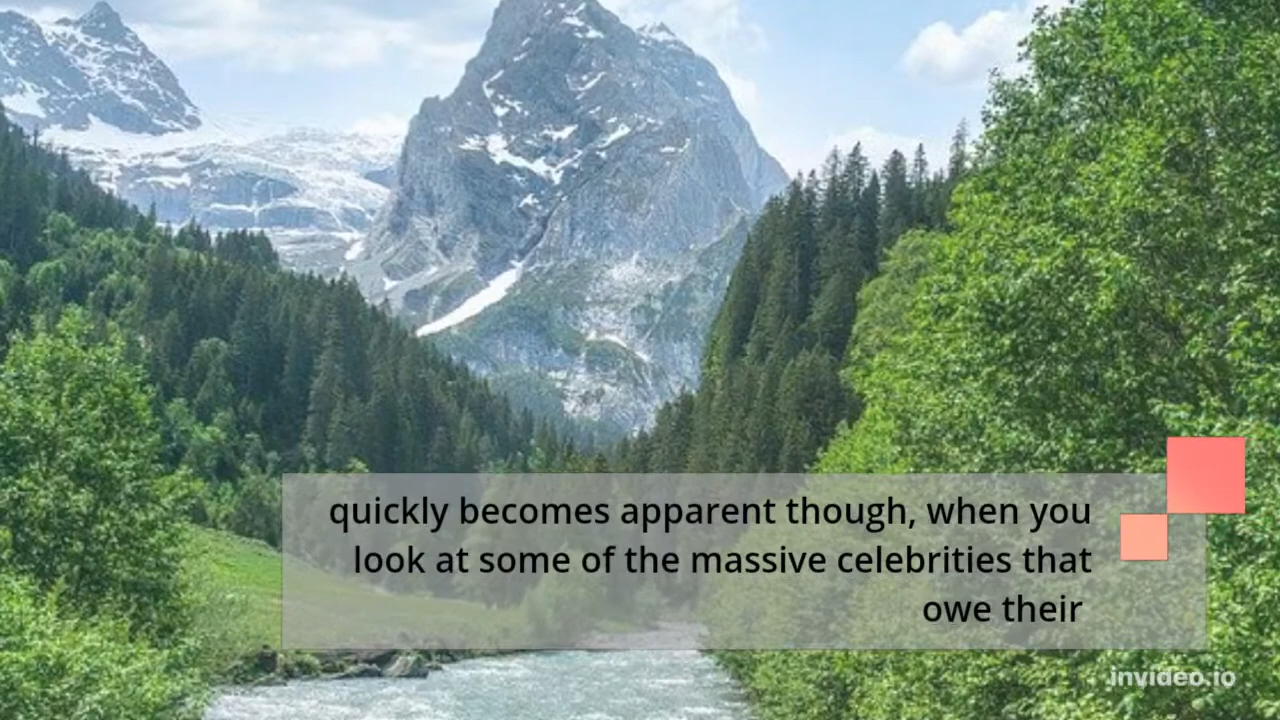 quickly becomes apparent though, when you
look at some of the massive celebrities that
owe their
invideo.io